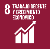 8 TRABAJO DECENTE
Y CRECIMIENTO
ECONÓMICO